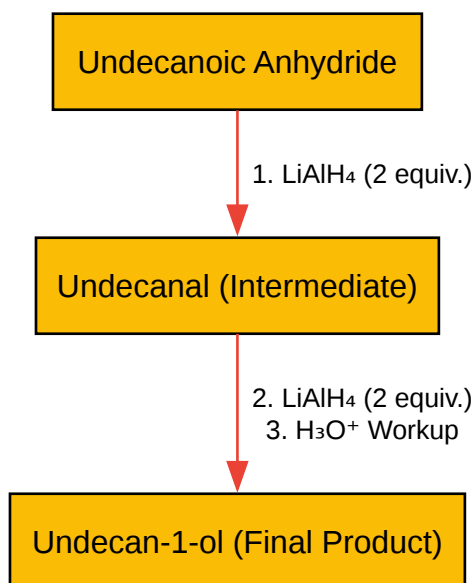 Undecanoic Anhydride
1. LiAlH₄ (2 equiv.)
Undecanal (Intermediate)
2. LiAlH₄ (2 equiv.)
3. H₃O⁺ Workup
Undecan-1-ol (Final Product)